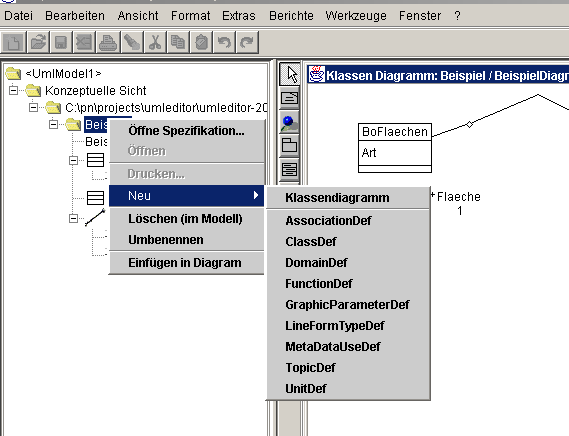 Datei Bearbeiten Ansicht Format Extras Berichte Werkzeuge Fenster ?
<UmlModel1>
Konzeptuelle Sicht
C:\pn\projects\umleditor\umleditor-20
Beis
Beis
Öffne Spezifikation...
Öffnen
Drucken...
Neu
Löschen (im Modell)
Umbenennen
Einfügen in Diagram
Klassendiagramm
AssociationDef
ClassDef
DomainDef
FunctionDef
GraphicParameterDef
LineFormTypeDef
MetaDataUseDef
TopicDef
UnitDef
Klassen Diagramm: Beispiel / BeispielDiagr
BoFlaechen
Art
*Flaeche
1